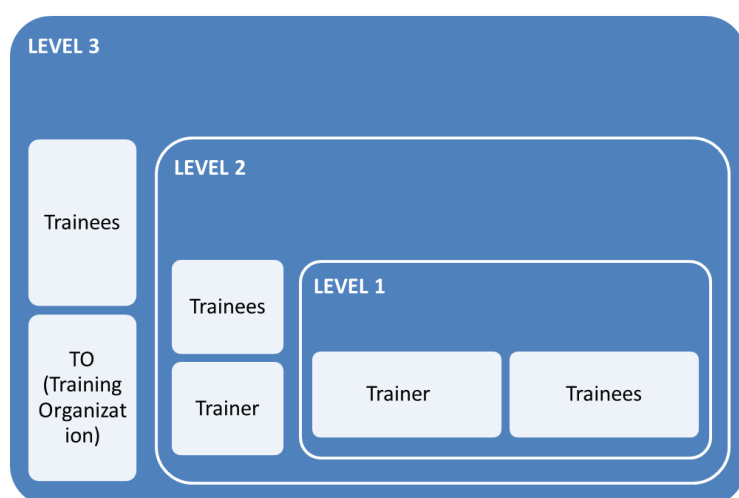 LEVEL 3
Trainees
TO
(Training
Organizat
ion)
LEVEL 2
Trainees
Trainer
LEVEL 1
Trainer
Trainees